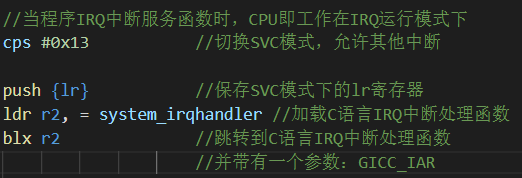 //当程序IRQ中断服务函数时，CPU即工作在IRQ运行模式下
cps #0x13 //切换SVC模式，允许其他中断
push {lr} //保存SVC模式下的lr寄存器
ldr r2, = system_irqhandler //加载C语言IRQ中断处理函数
blx r2 //跳转到C语言IRQ中断处理函数
//并带有一个参数：GICC_IAR